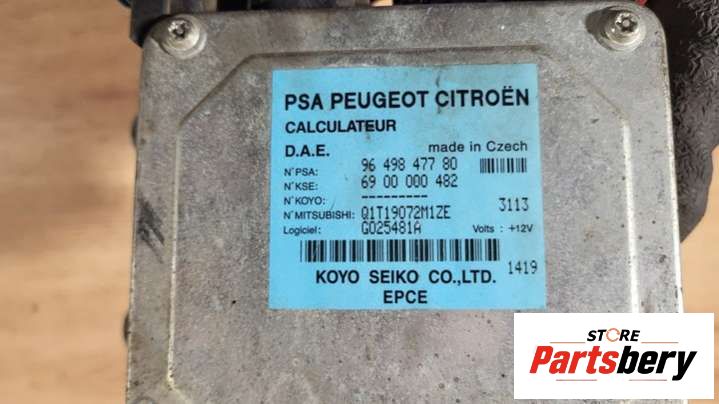 PSA PEUGEOT CITROËN
CALCULATEUR
D.A.E. made in Czech
N°PSA: 96 498 477 80
N°KSE: 69 00 000 482
N°KOYO: ---------
N°MITSUBISHI: Q1T19072M1ZE 3113
Logiciel: G025481A Volts : +12V
1419
KOYO SEIKO CO.,LTD.
EPCE
STORE
Partsbery